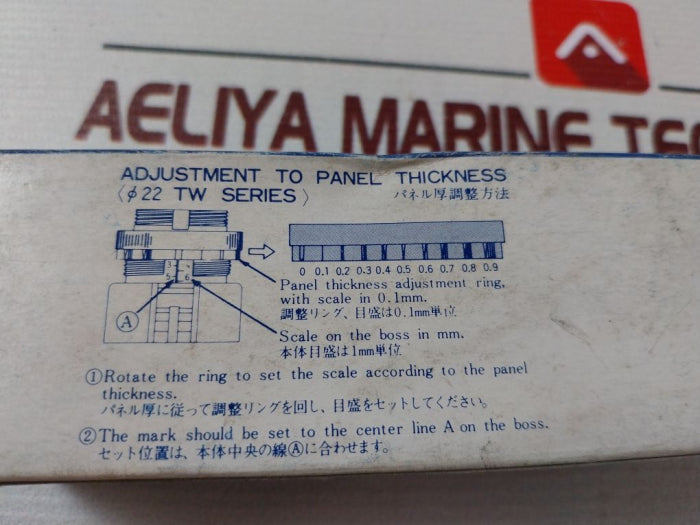 AELIYA MARINE TEC
ADJUSTMENT TO PANEL THICKNESS
〈φ22 TW SERIES〉 パネル厚調整方法
0 0.1 0.2 0.3 0.4 0.5 0.6 0.7 0.8 0.9
3
5 6
Panel thickness adjustment ring,
with scale in 0.1mm.
調整リング、目盛は0.1mm単位
A
Scale on the boss in mm.
本体目盛は1mm単位
①Rotate the ring to set the scale according to the panel
thickness.
パネル厚に従って調整リングを回し、目盛をセットしてください。
②The mark should be set to the center line A on the boss.
セット位置は、本体中央の線Ⓐに合わせます。